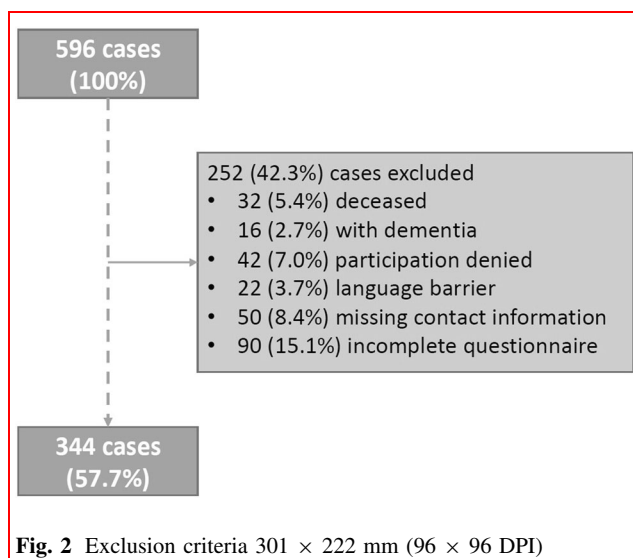 596 cases
(100%)
252 (42.3%) cases excluded
• 32 (5.4%) deceased
• 16 (2.7%) with dementia
• 42 (7.0%) participation denied
• 22 (3.7%) language barrier
• 50 (8.4%) missing contact information
• 90 (15.1%) incomplete questionnaire
344 cases
(57.7%)
Fig. 2 Exclusion criteria 301 × 222 mm (96 × 96 DPI)